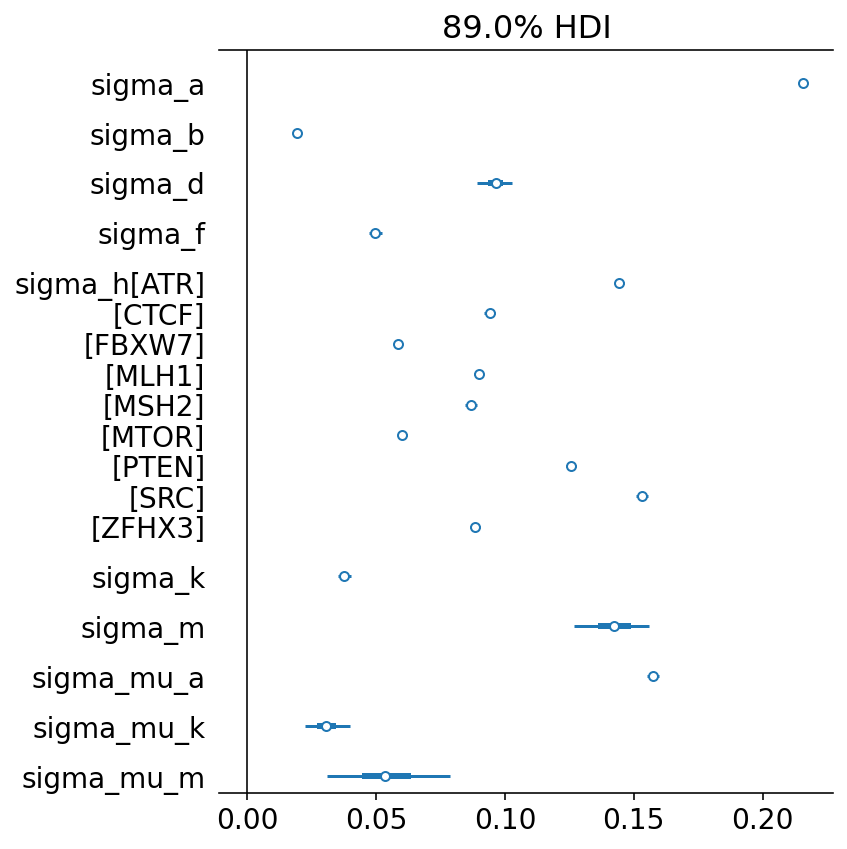 89.0% HDI
sigma_a
sigma_b
sigma_d
sigma_f
sigma_h[ATR]
[CTCF]
[FBXW7]
[MLH1]
[MSH2]
[MTOR]
[PTEN]
[SRC]
[ZFHX3]
sigma_k
sigma_m
sigma_mu_a
sigma_mu_k
sigma_mu_m
0.00 0.05 0.10 0.15 0.20